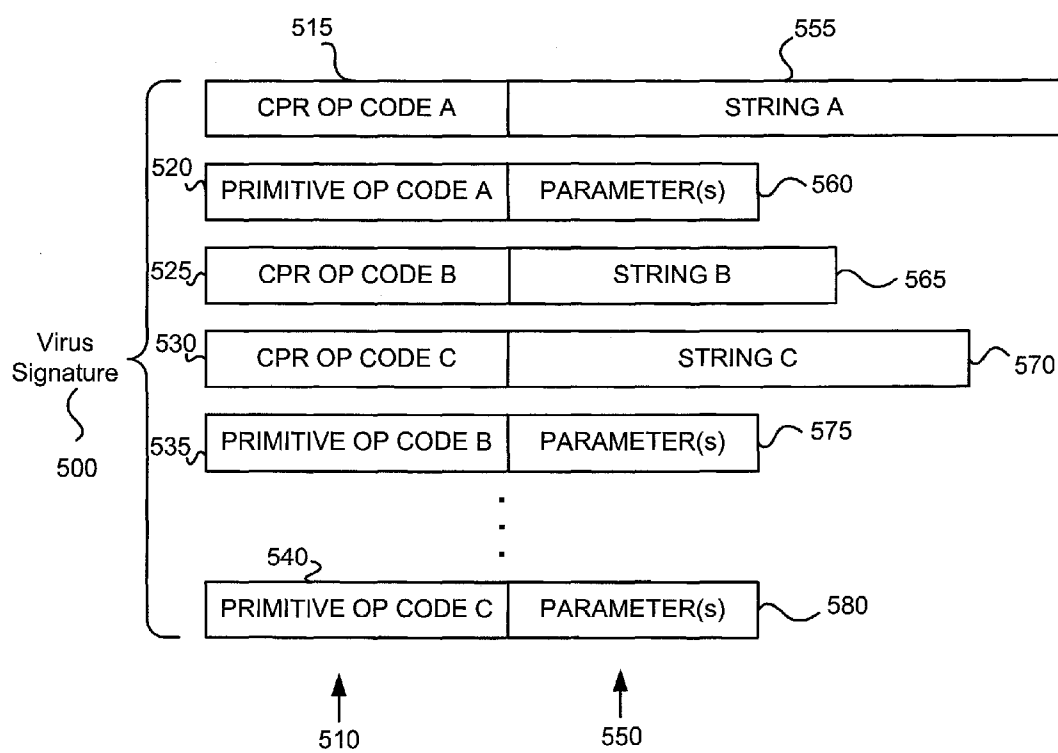 515 555
CPR OP CODE A STRING A
520 PRIMITIVE OP CODE A PARAMETER(s) 560
525 CPR OP CODE B STRING B 565
530 CPR OP CODE C STRING C 570
Virus
Signature
500
535 PRIMITIVE OP CODE B PARAMETER(s) 575
540
PRIMITIVE OP CODE C PARAMETER(s) 580
510 550